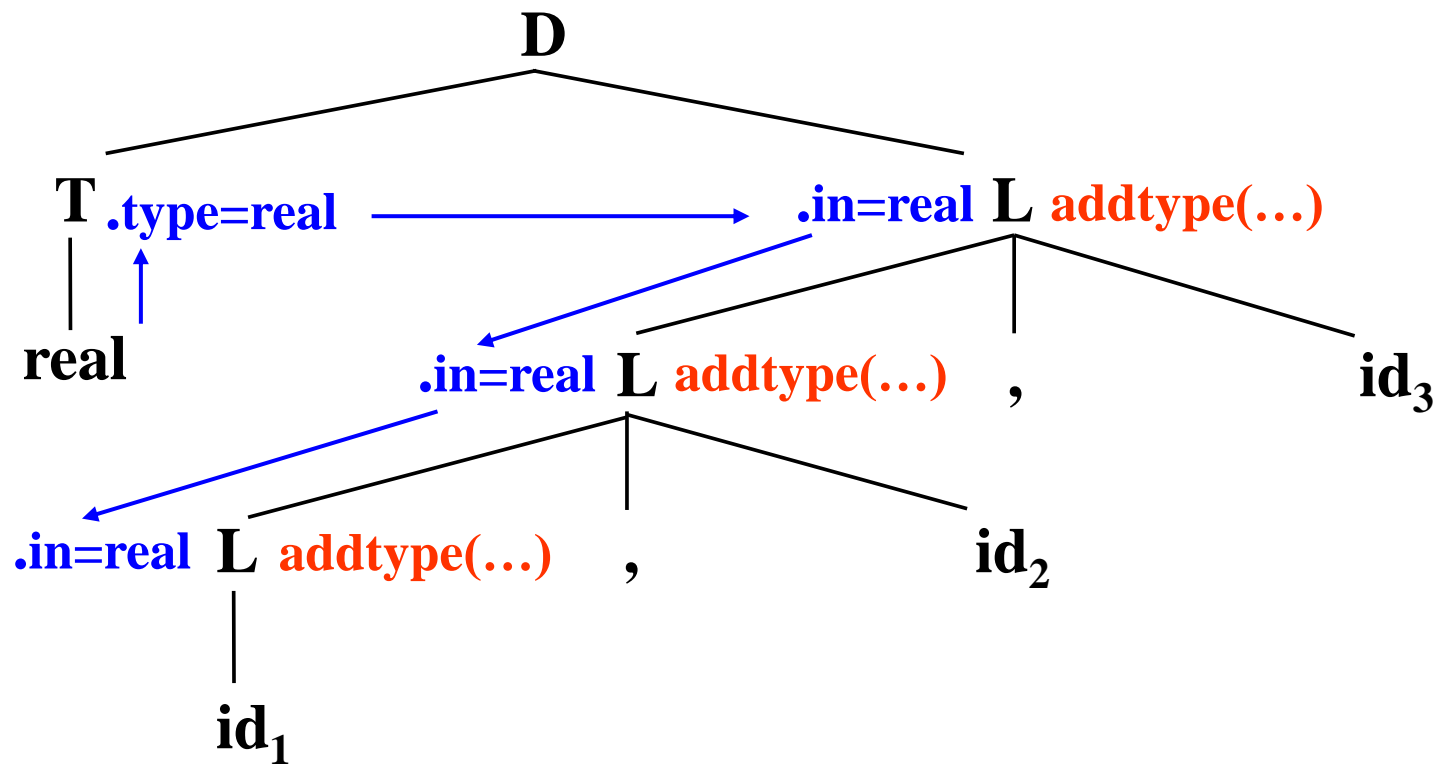 D
T .type=real .in=real L addtype(…)
real .in=real L addtype(…) , id₃
.in=real L addtype(…) , id₂
id₁